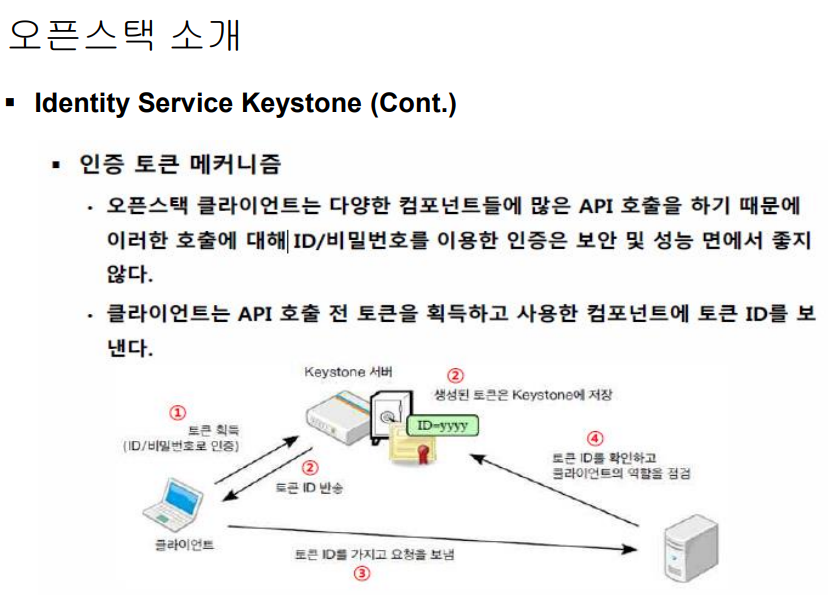 오픈스택 소개
▪ Identity Service Keystone (Cont.)
▪ 인증 토큰 메커니즘
• 오픈스택 클라이언트는 다양한 컴포넌트들에 많은 API 호출을 하기 때문에
이러한 호출에 대해 ID/비밀번호를 이용한 인증은 보안 및 성능 면에서 좋지
않다.
• 클라이언트는 API 호출 전 토큰을 획득하고 사용한 컴포넌트에 토큰 ID를 보
낸다.
Keystone 서버
②
생성된 토큰은 Keystone에 저장
①
토큰 획득
(ID/비밀번호로 인증)
ID=yyyy
④
토큰 ID를 확인하고
클라이언트의 역할을 점검
②
토큰 ID 반송
클라이언트
토큰 ID를 가지고 요청을 보냄
③